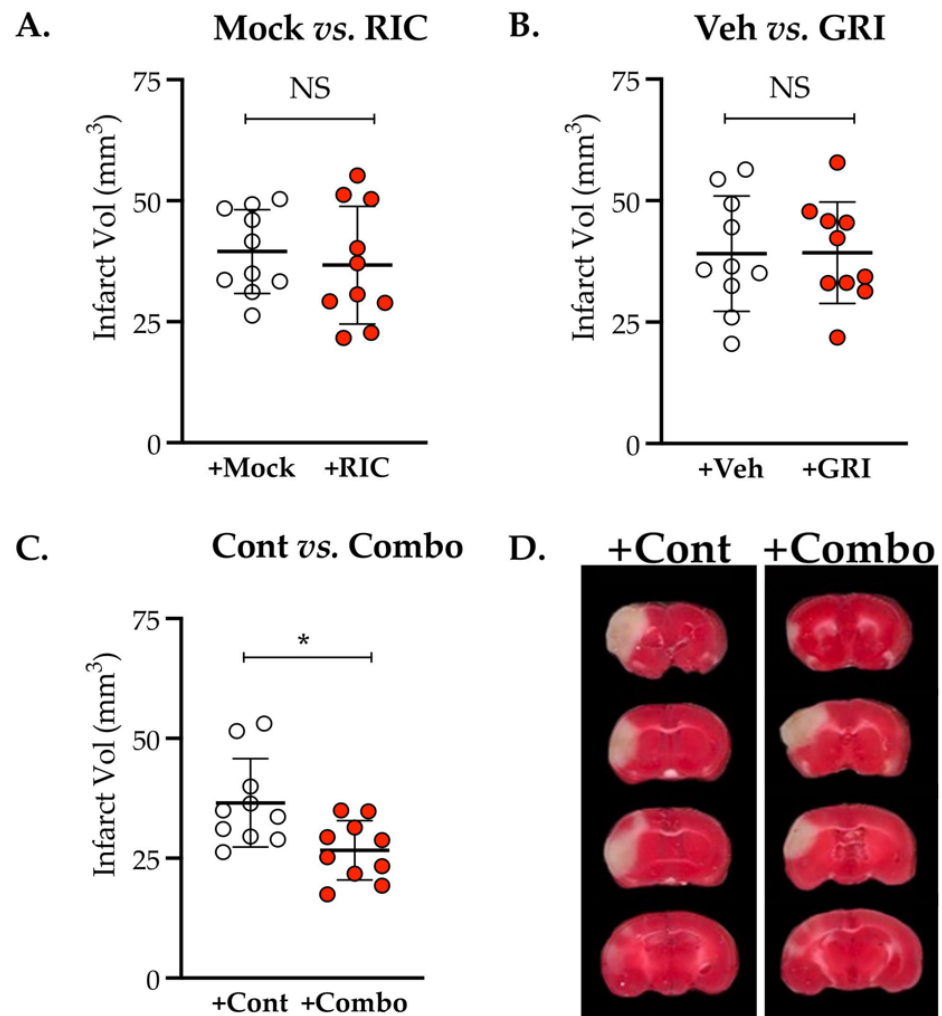 A.
Mock vs. RIC
Infarct Vol (mm³)
75
50
25
0
NS
+Mock +RIC
B.
Veh vs. GRI
Infarct Vol (mm³)
75
50
25
0
NS
+Veh +GRI
C.
Cont vs. Combo
Infarct Vol (mm³)
75
50
25
0
*
+Cont +Combo
D.
+Cont +Combo